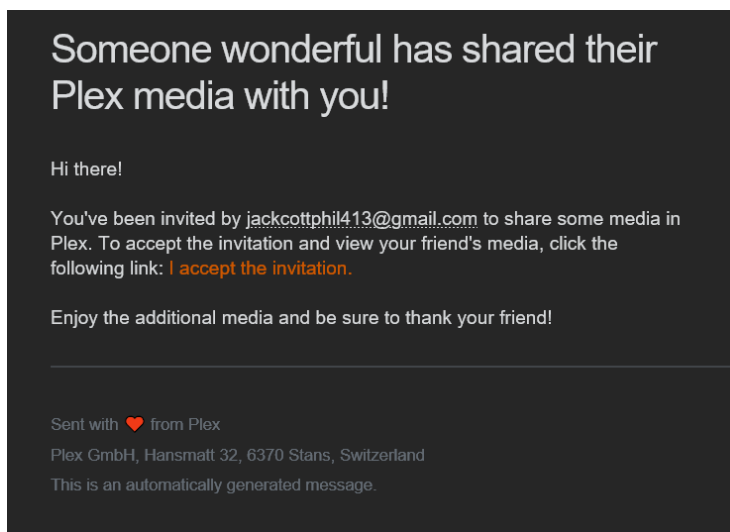 Someone wonderful has shared their
Plex media with you!
Hi there!
You've been invited by jackcottphil413@gmail.com to share some media in
Plex. To accept the invitation and view your friend's media, click the
following link: I accept the invitation.
Enjoy the additional media and be sure to thank your friend!
Sent with ❤ from Plex
Plex GmbH, Hansmatt 32, 6370 Stans, Switzerland
This is an automatically generated message.